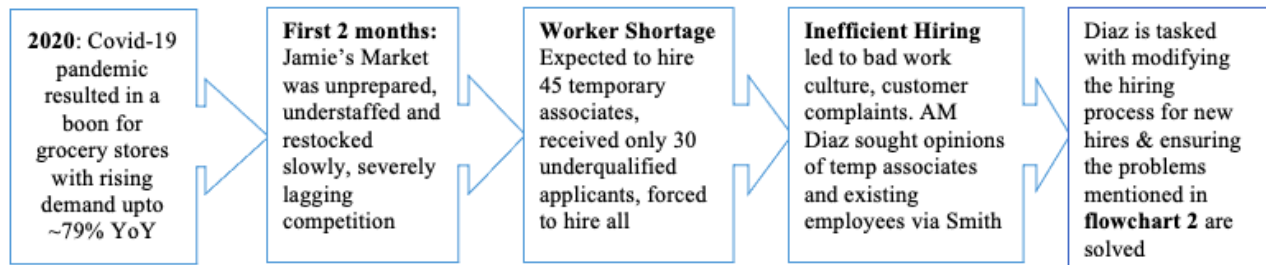 2020: Covid-19
pandemic
resulted in a
boon for
grocery stores
with rising
demand upto
~79% YoY
First 2 months:
Jamie's Market
was unprepared,
understaffed and
restocked
slowly, severely
lagging
competition
Worker Shortage
Expected to hire
45 temporary
associates,
received only 30
underqualified
applicants, forced
to hire all
Inefficient Hiring
led to bad work
culture, customer
complaints. AM
Diaz sought opinions
of temp associates
and existing
employees via Smith
Diaz is tasked
with modifying
the hiring
process for new
hires & ensuring
the problems
mentioned in
flowchart 2 are
solved